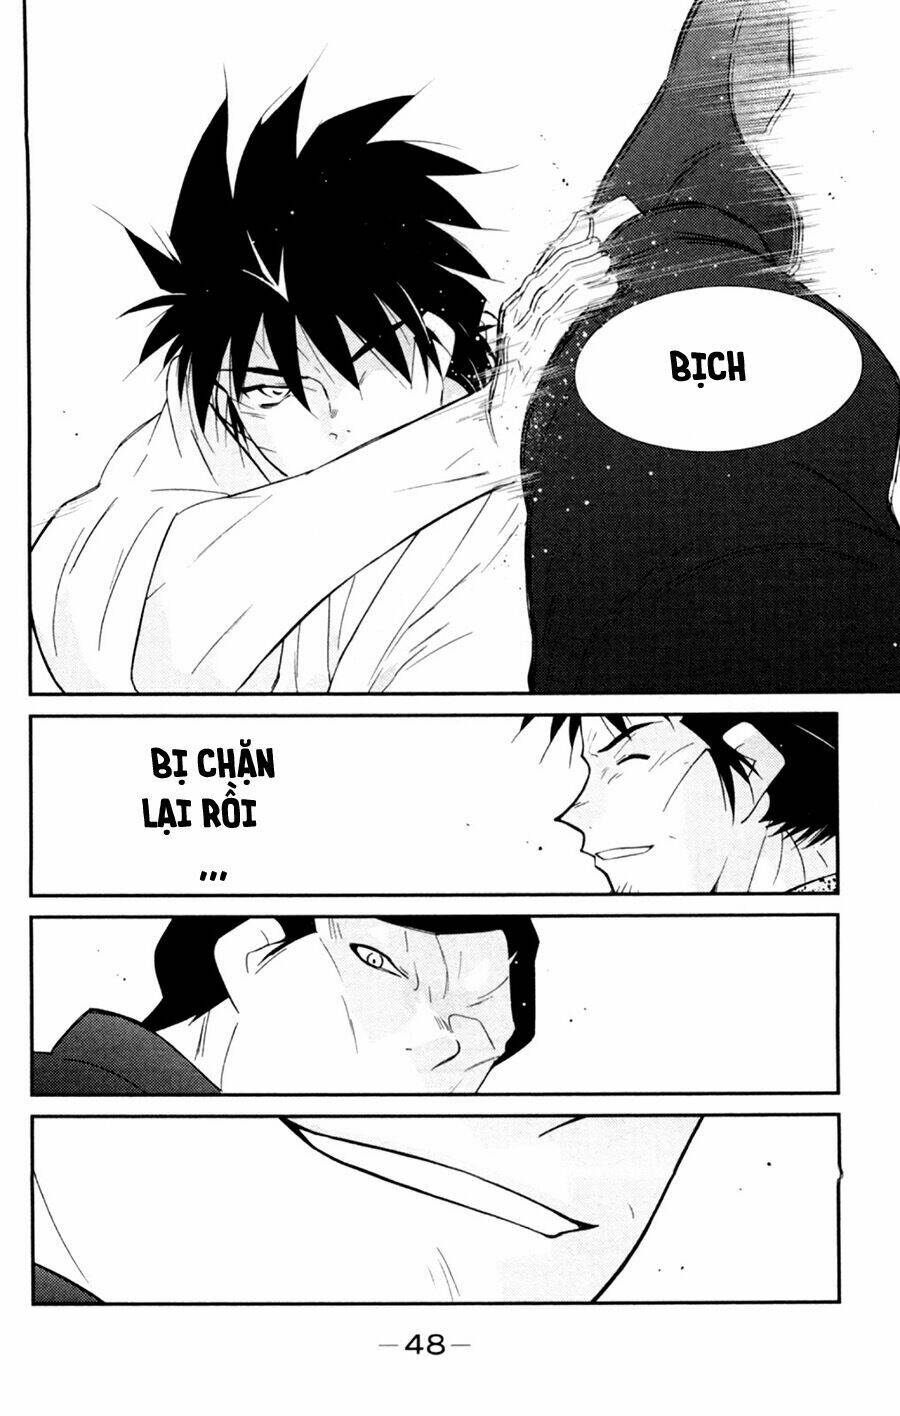 BỊCH
BỊ CHẶN
LẠI RỒI
...
-48-